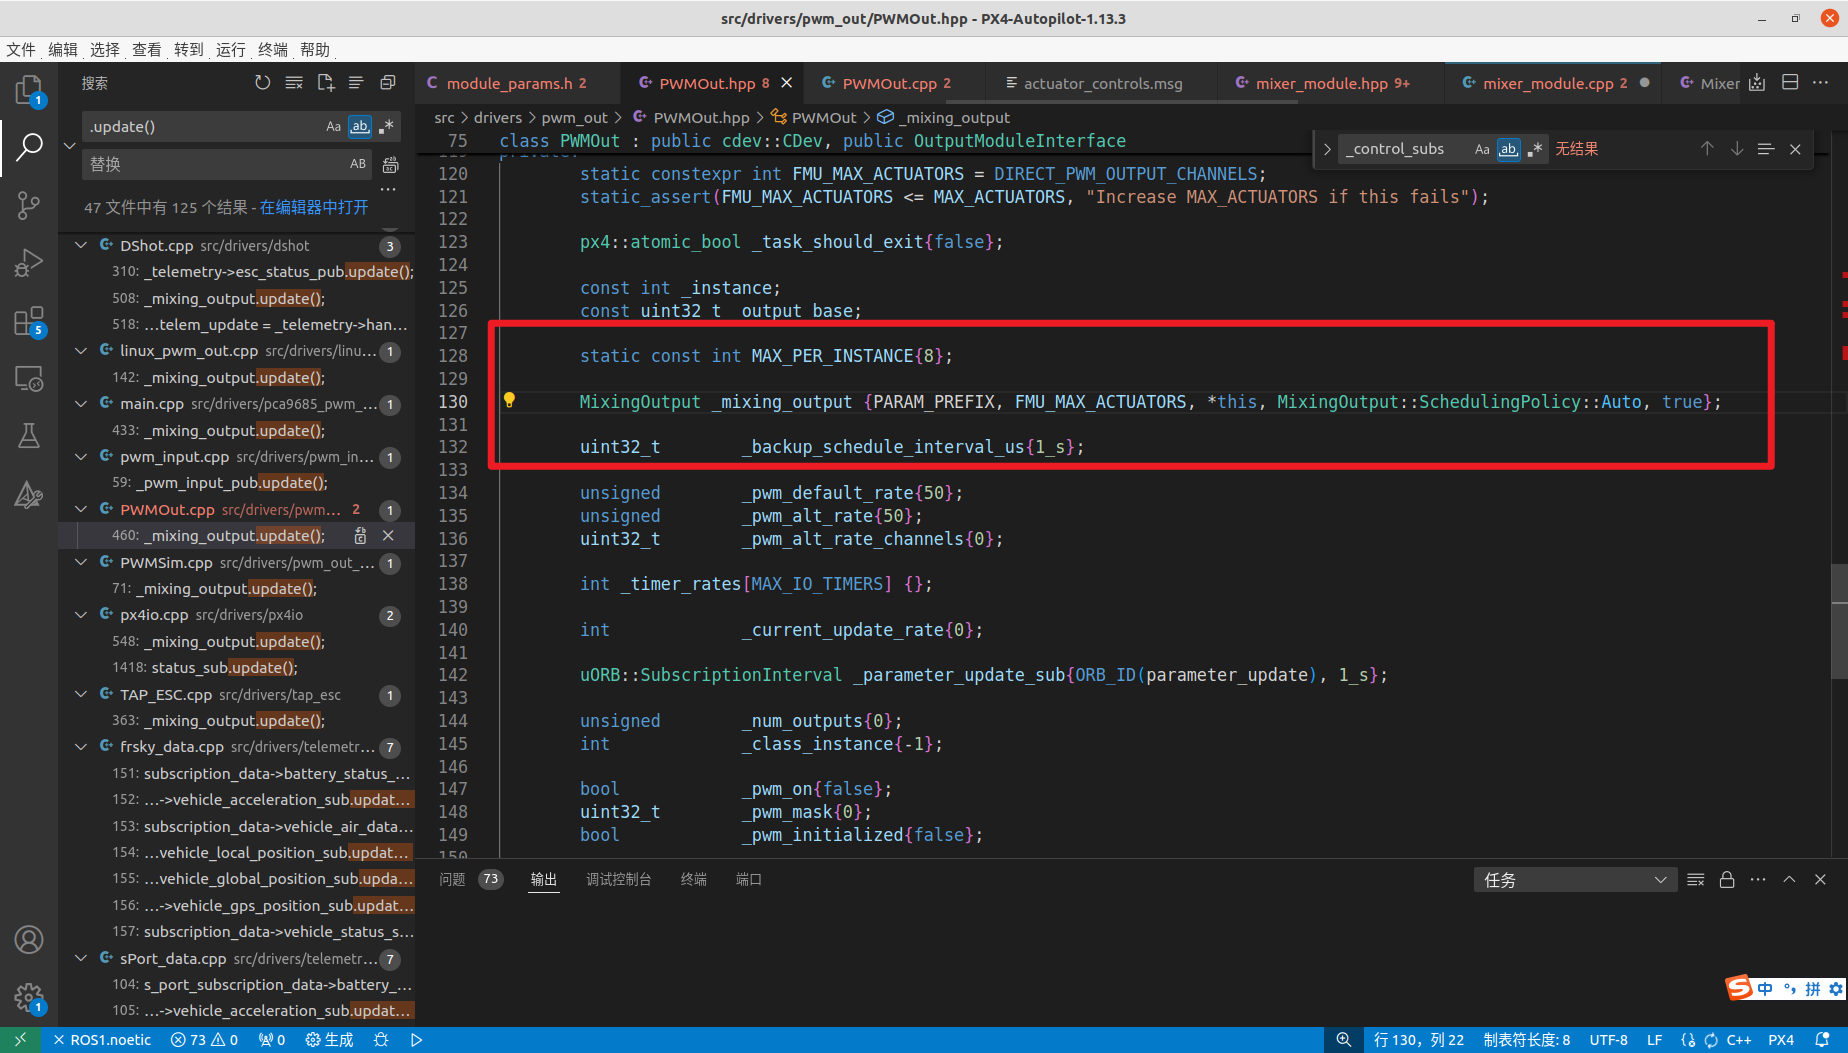 src/drivers/pwm_out/PWMOut.hpp - PX4-Autopilot-1.13.3
文件 编辑 选择 查看 转到 运行 终端 帮助
搜索
module_params.h 2
PWMOut.hpp 8
PWMOut.cpp 2
actuator_controls.msg
mixer_module.hpp 9+
mixer_module.cpp 2
Mixer
.update()
Aa ab
替换
AB
47 文件中有 125 个结果 - 在编辑器中打开
DShot.cpp src/drivers/dshot 3
310: _telemetry->esc_status_pub.update();
508: _mixing_output.update();
518: ...telem_update = _telemetry->han...
linux_pwm_out.cpp src/drivers/linu... 1
142: _mixing_output.update();
main.cpp src/drivers/pca9685_pwm_... 1
433: _mixing_output.update();
pwm_input.cpp src/drivers/pwm_in... 1
59: _pwm_input_pub.update();
PWMOut.cpp src/drivers/pwm... 2 1
460: _mixing_output.update();
PWMSim.cpp src/drivers/pwm_out_... 1
71: _mixing_output.update();
px4io.cpp src/drivers/px4io 2
548: _mixing_output.update();
1418: status_sub.update();
TAP_ESC.cpp src/drivers/tap_esc 1
363: _mixing_output.update();
frsky_data.cpp src/drivers/telemetr... 7
151: subscription_data->battery_status_...
152: ...->vehicle_acceleration_sub.updat...
153: subscription_data->vehicle_air_data...
154: ...vehicle_local_position_sub.updat...
155: ...vehicle_global_position_sub.upda...
156: ...->vehicle_gps_position_sub.updat...
157: subscription_data->vehicle_status_s...
sPort_data.cpp src/drivers/telemetr... 7
104: s_port_subscription_data->battery_...
105: ...->vehicle_acceleration_sub.updat...
src > drivers > pwm_out > PWMOut.hpp > PWMOut > _mixing_output
_control_subs Aa ab 无结果
75 class PWMOut : public cdev::CDev, public OutputModuleInterface
119 private:
120 static constexpr int FMU_MAX_ACTUATORS = DIRECT_PWM_OUTPUT_CHANNELS;
121 static_assert(FMU_MAX_ACTUATORS <= MAX_ACTUATORS, "Increase MAX_ACTUATORS if this fails");
122
123 px4::atomic_bool _task_should_exit{false};
124
125 const int _instance;
126 const uint32_t _output_base;
127
128 static const int MAX_PER_INSTANCE{8};
129
130 MixingOutput _mixing_output {PARAM_PREFIX, FMU_MAX_ACTUATORS, *this, MixingOutput::SchedulingPolicy::Auto, true};
131
132 uint32_t _backup_schedule_interval_us{1_s};
133
134 unsigned _pwm_default_rate{50};
135 unsigned _pwm_alt_rate{50};
136 uint32_t _pwm_alt_rate_channels{0};
137
138 int _timer_rates[MAX_IO_TIMERS] {};
139
140 int _current_update_rate{0};
141
142 uORB::SubscriptionInterval _parameter_update_sub{ORB_ID(parameter_update), 1_s};
143
144 unsigned _num_outputs{0};
145 int _class_instance{-1};
146
147 bool _pwm_on{false};
148 uint32_t _pwm_mask{0};
149 bool _pwm_initialized{false};
150
问题 73 输出 调试控制台 终端 端口
任务
1
5
1
中 拼
ROS1.noetic 73 0 0 生成
行 130，列 22 制表符长度: 8 UTF-8 LF C++ PX4